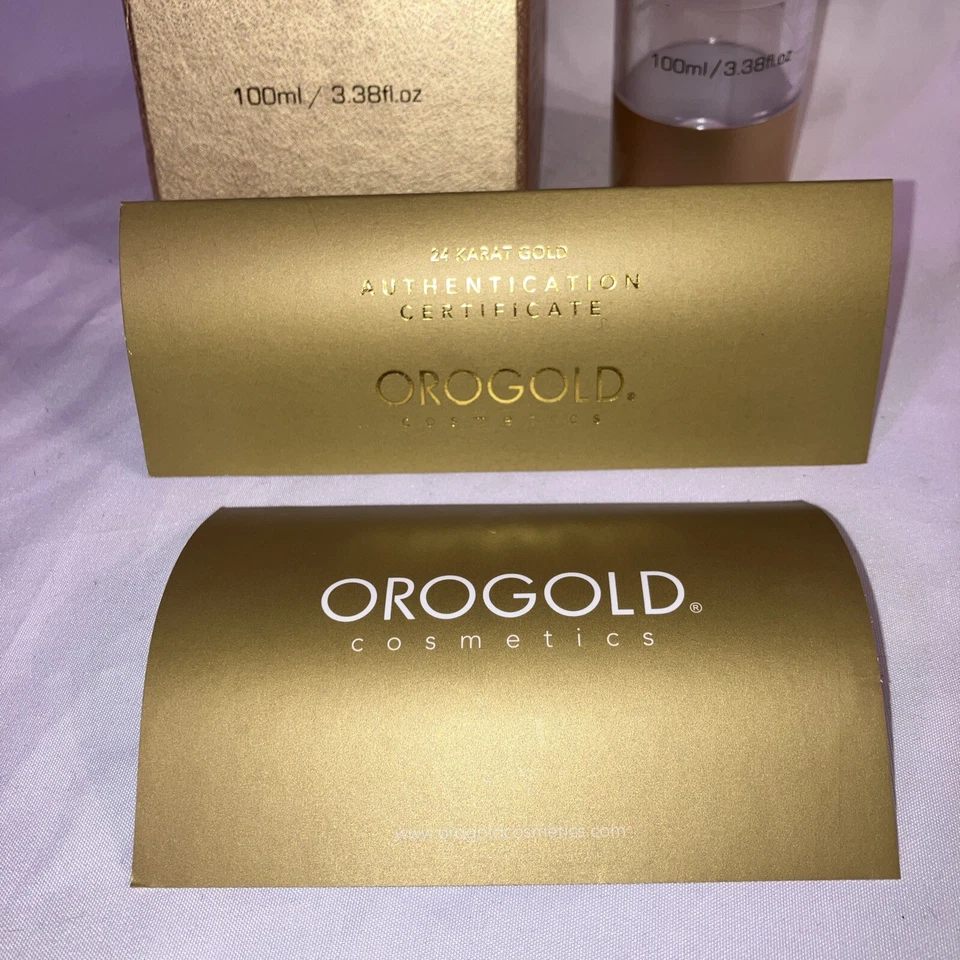 100ml / 3.38fl.oz
100ml/3.38fl.oz
24 KARAT GOLD
AUTHENTICATION
CERTIFICATE
OROGOLD®
cosmetics
OROGOLD®
cosmetics
www.orogoldcosmetics.com